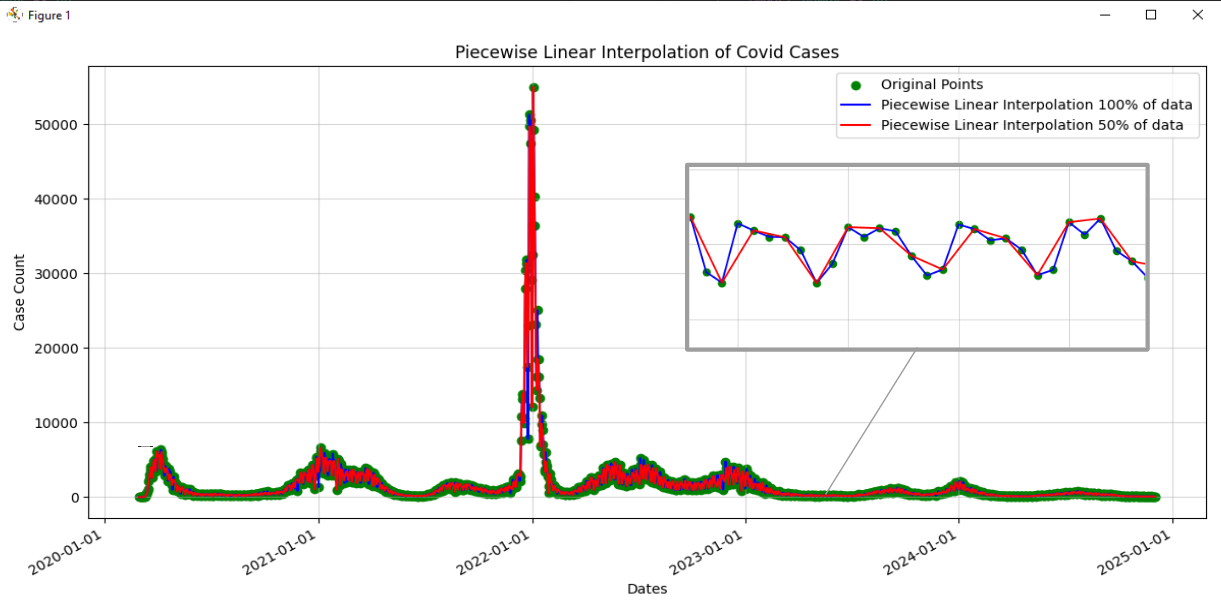 Figure 1
Piecewise Linear Interpolation of Covid Cases
Original Points
Piecewise Linear Interpolation 100% of data
Piecewise Linear Interpolation 50% of data
Case Count
50000
40000
30000
20000
10000
0
2020-01-01
2021-01-01
2022-01-01
2023-01-01
2024-01-01
2025-01-01
Dates